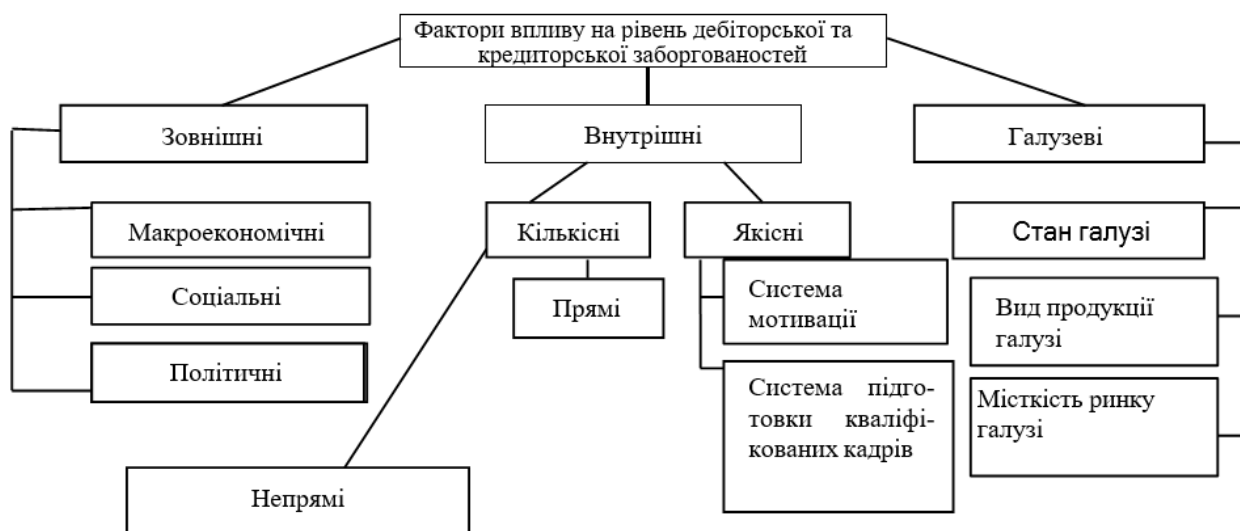 Фактори впливу на рівень дебіторської та
кредиторської заборгованостей
Зовнішні
Внутрішні
Галузеві
Макроекономічні
Кількісні
Якісні
Стан галузі
Соціальні
Прямі
Система
мотивації
Вид продукції
галузі
Політичні
Система підго-
товки кваліфі-
кованих кадрів
Місткість ринку
галузі
Непрямі